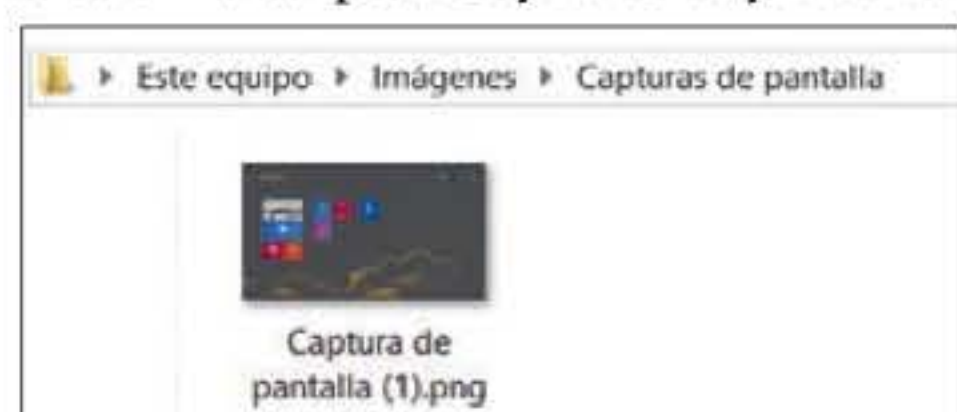 Este equipo ▸ Imágenes ▸ Capturas de pantalla
Captura de
pantalla (1).png